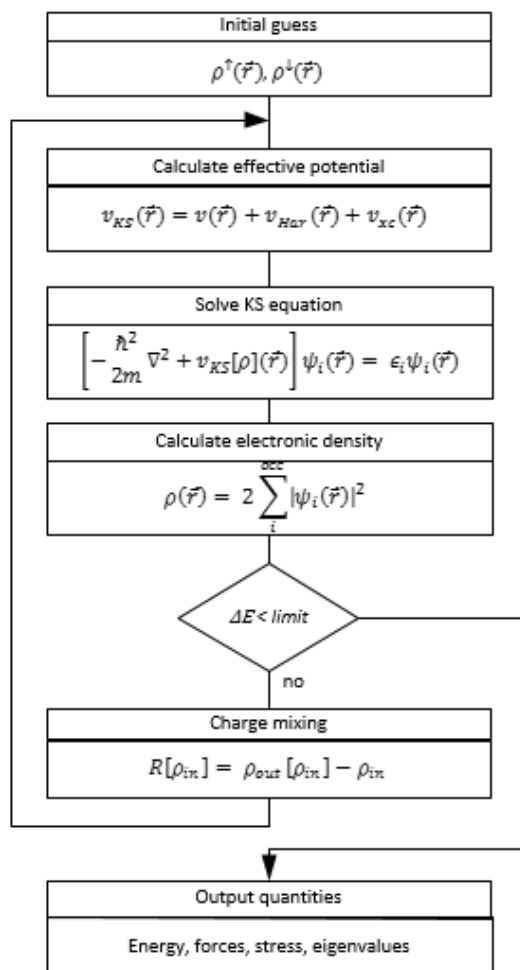 Initial guess
ρ↑(r⃗), ρ↓(r⃗)
Calculate effective potential
v_KS(r⃗) = v(r⃗) + v_Har(r⃗) + v_xc(r⃗)
Solve KS equation
[−ℏ²/2m ∇² + v_KS[ρ](r⃗)] ψ_i(r⃗) = ϵ_i ψ_i(r⃗)
Calculate electronic density
ρ(r⃗) = 2 ∑_i^occ |ψ_i(r⃗)|²
ΔE < limit
no
Charge mixing
R[ρ_in] = ρ_out[ρ_in] − ρ_in
Output quantities
Energy, forces, stress, eigenvalues